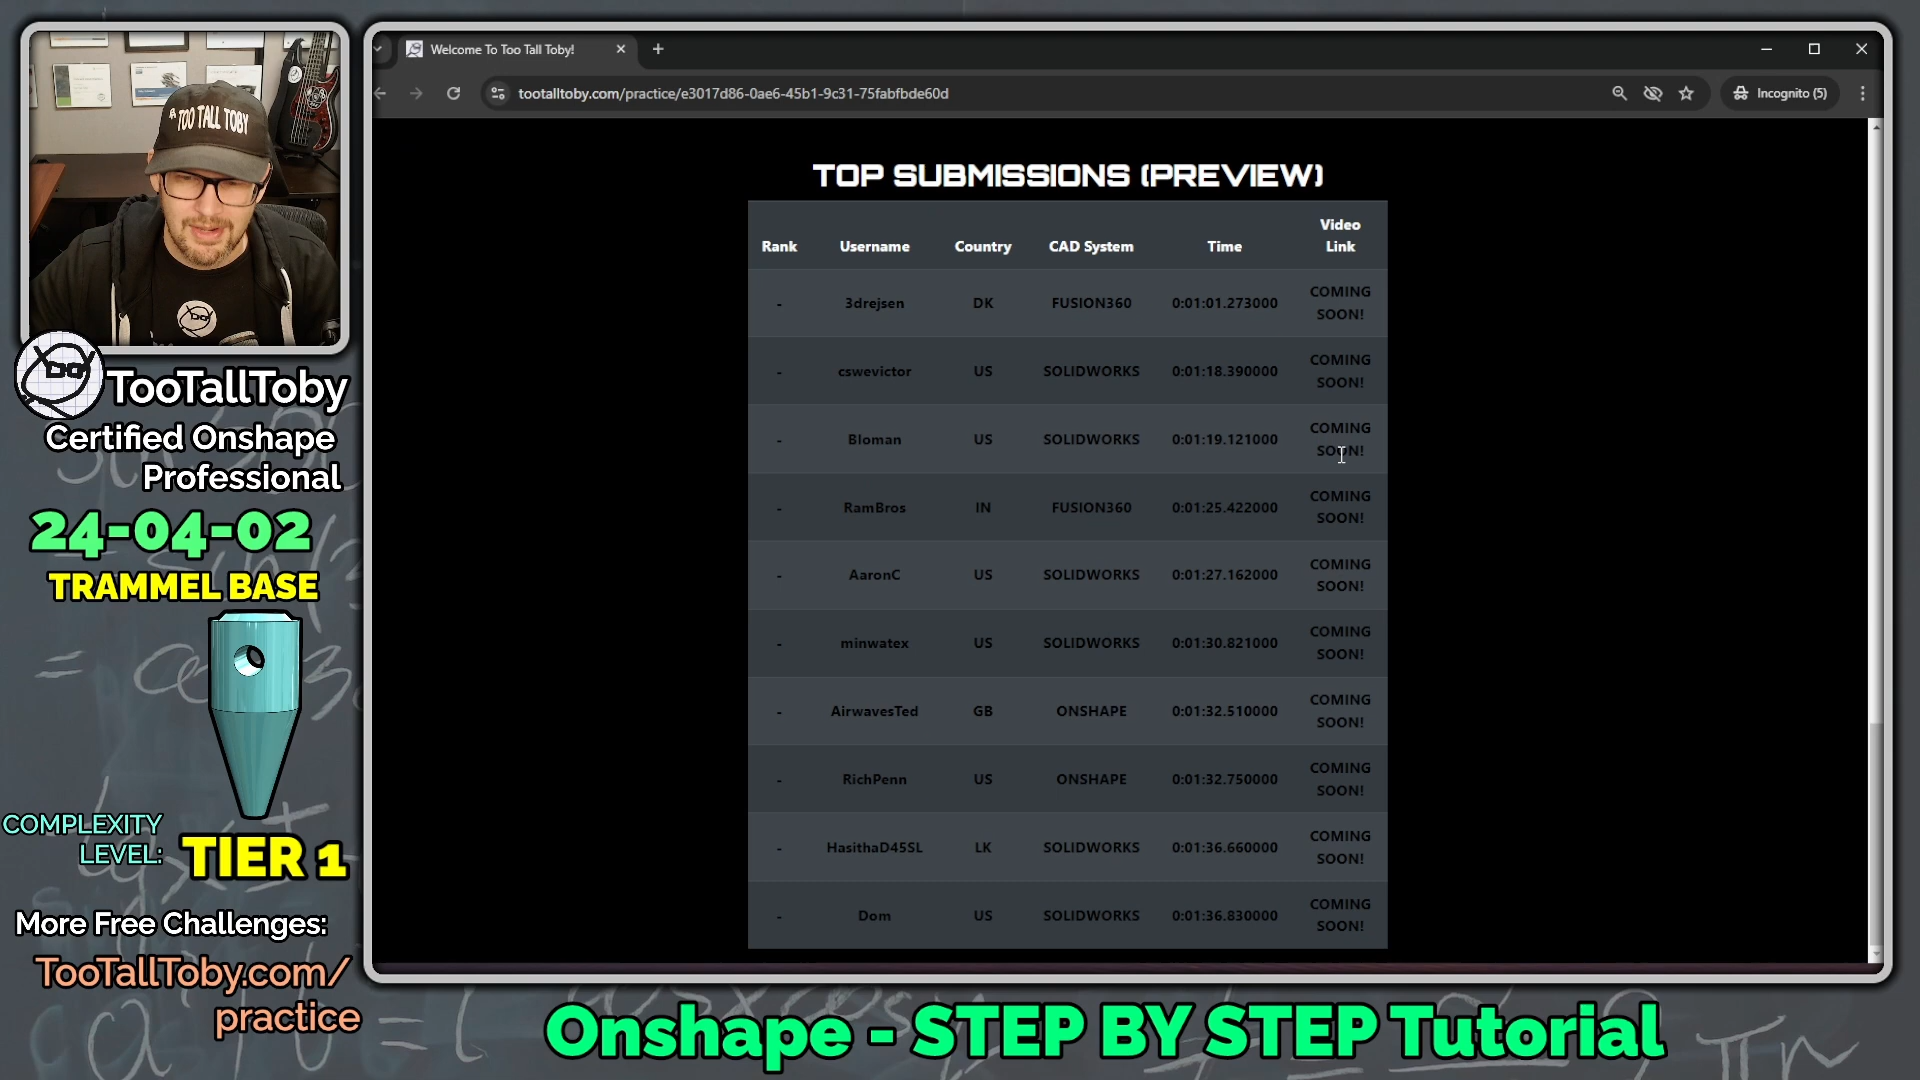 Welcome To Too Tall Toby!
tootalltoby.com/practice/e3017d86-0ae6-45b1-9c31-75fabfbde60d
Incognito (5)
TOO TALL TOBY
TooTallToby
Certified Onshape
Professional
24-04-02
TRAMMEL BASE
COMPLEXITY
LEVEL:
TIER 1
More Free Challenges:
TooTallToby.com/
practice
TOP SUBMISSIONS (PREVIEW)
Rank Username Country CAD System Time Video Link
- 3drejsen DK FUSION360 0:01:01.273000 COMING SOON!
- cswevictor US SOLIDWORKS 0:01:18.390000 COMING SOON!
- Bloman US SOLIDWORKS 0:01:19.121000 COMING SOON!
- RamBros IN FUSION360 0:01:25.422000 COMING SOON!
- AaronC US SOLIDWORKS 0:01:27.162000 COMING SOON!
- minwatex US SOLIDWORKS 0:01:30.821000 COMING SOON!
- AirwavesTed GB ONSHAPE 0:01:32.510000 COMING SOON!
- RichPenn US ONSHAPE 0:01:32.750000 COMING SOON!
- HasithaD45SL LK SOLIDWORKS 0:01:36.660000 COMING SOON!
- Dom US SOLIDWORKS 0:01:36.830000 COMING SOON!
Onshape - STEP BY STEP Tutorial